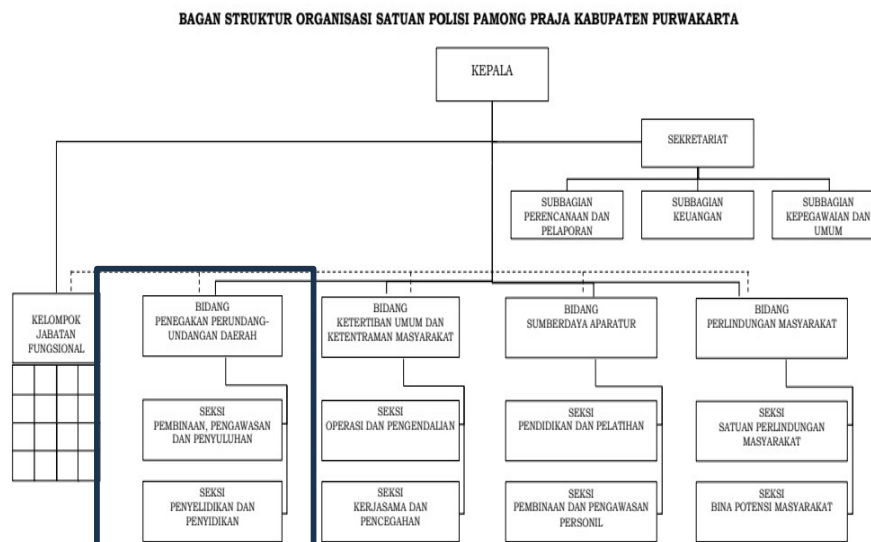 BAGAN STRUKTUR ORGANISASI SATUAN POLISI PAMONG PRAJA KABUPATEN PURWAKARTA
KEPALA
SEKRETARIAT
SUBBAGIAN
PERENCANAAN DAN
PELAPORAN
SUBBAGIAN
KEUANGAN
SUBBAGIAN
KEPEGAWAIAN DAN
UMUM
KELOMPOK
JABATAN
FUNGSIONAL
BIDANG
PENEGAKAN PERUNDANG-
UNDANGAN DAERAH
BIDANG
KETERTIBAN UMUM DAN
KETENTRAMAN MASYARAKAT
BIDANG
SUMBERDAYA APARATUR
BIDANG
PERLINDUNGAN MASYARAKAT
SEKSI
PEMBINAAN, PENGAWASAN
DAN PENYULUHAN
SEKSI
OPERASI DAN PENGENDALIAN
SEKSI
PENDIDIKAN DAN PELATIHAN
SEKSI
SATUAN PERLINDUNGAN
MASYARAKAT
SEKSI
PENYELIDIKAN DAN
PENYIDIKAN
SEKSI
KERJASAMA DAN
PENCEGAHAN
SEKSI
PEMBINAAN DAN PENGAWASAN
PERSONIL
SEKSI
BINA POTENSI MASYARAKAT